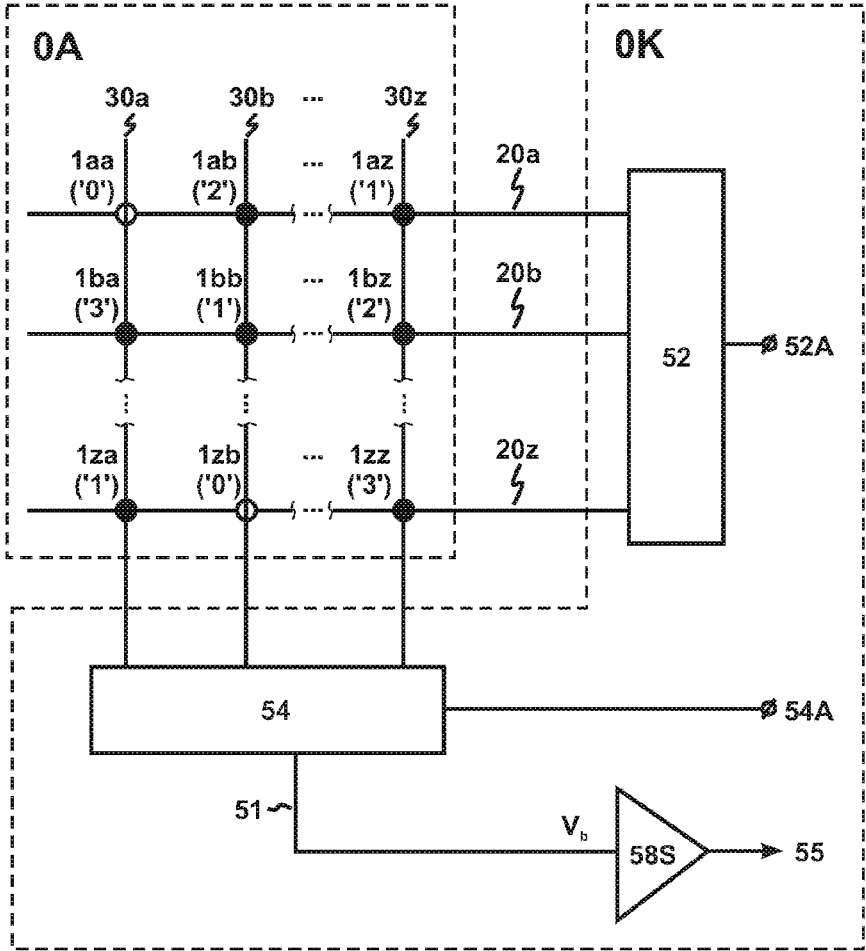 0A
0K
30a 30b ... 30z
1aa 1ab ... 1az
('0') ('2') ('1')
20a
1ba 1bb ... 1bz
('3') ('1') ('2')
20b
...
52
52A
... ... ...
1za 1zb ... 1zz
('1') ('0') ('3')
20z
...
54
54A
51
Vb
58S
55